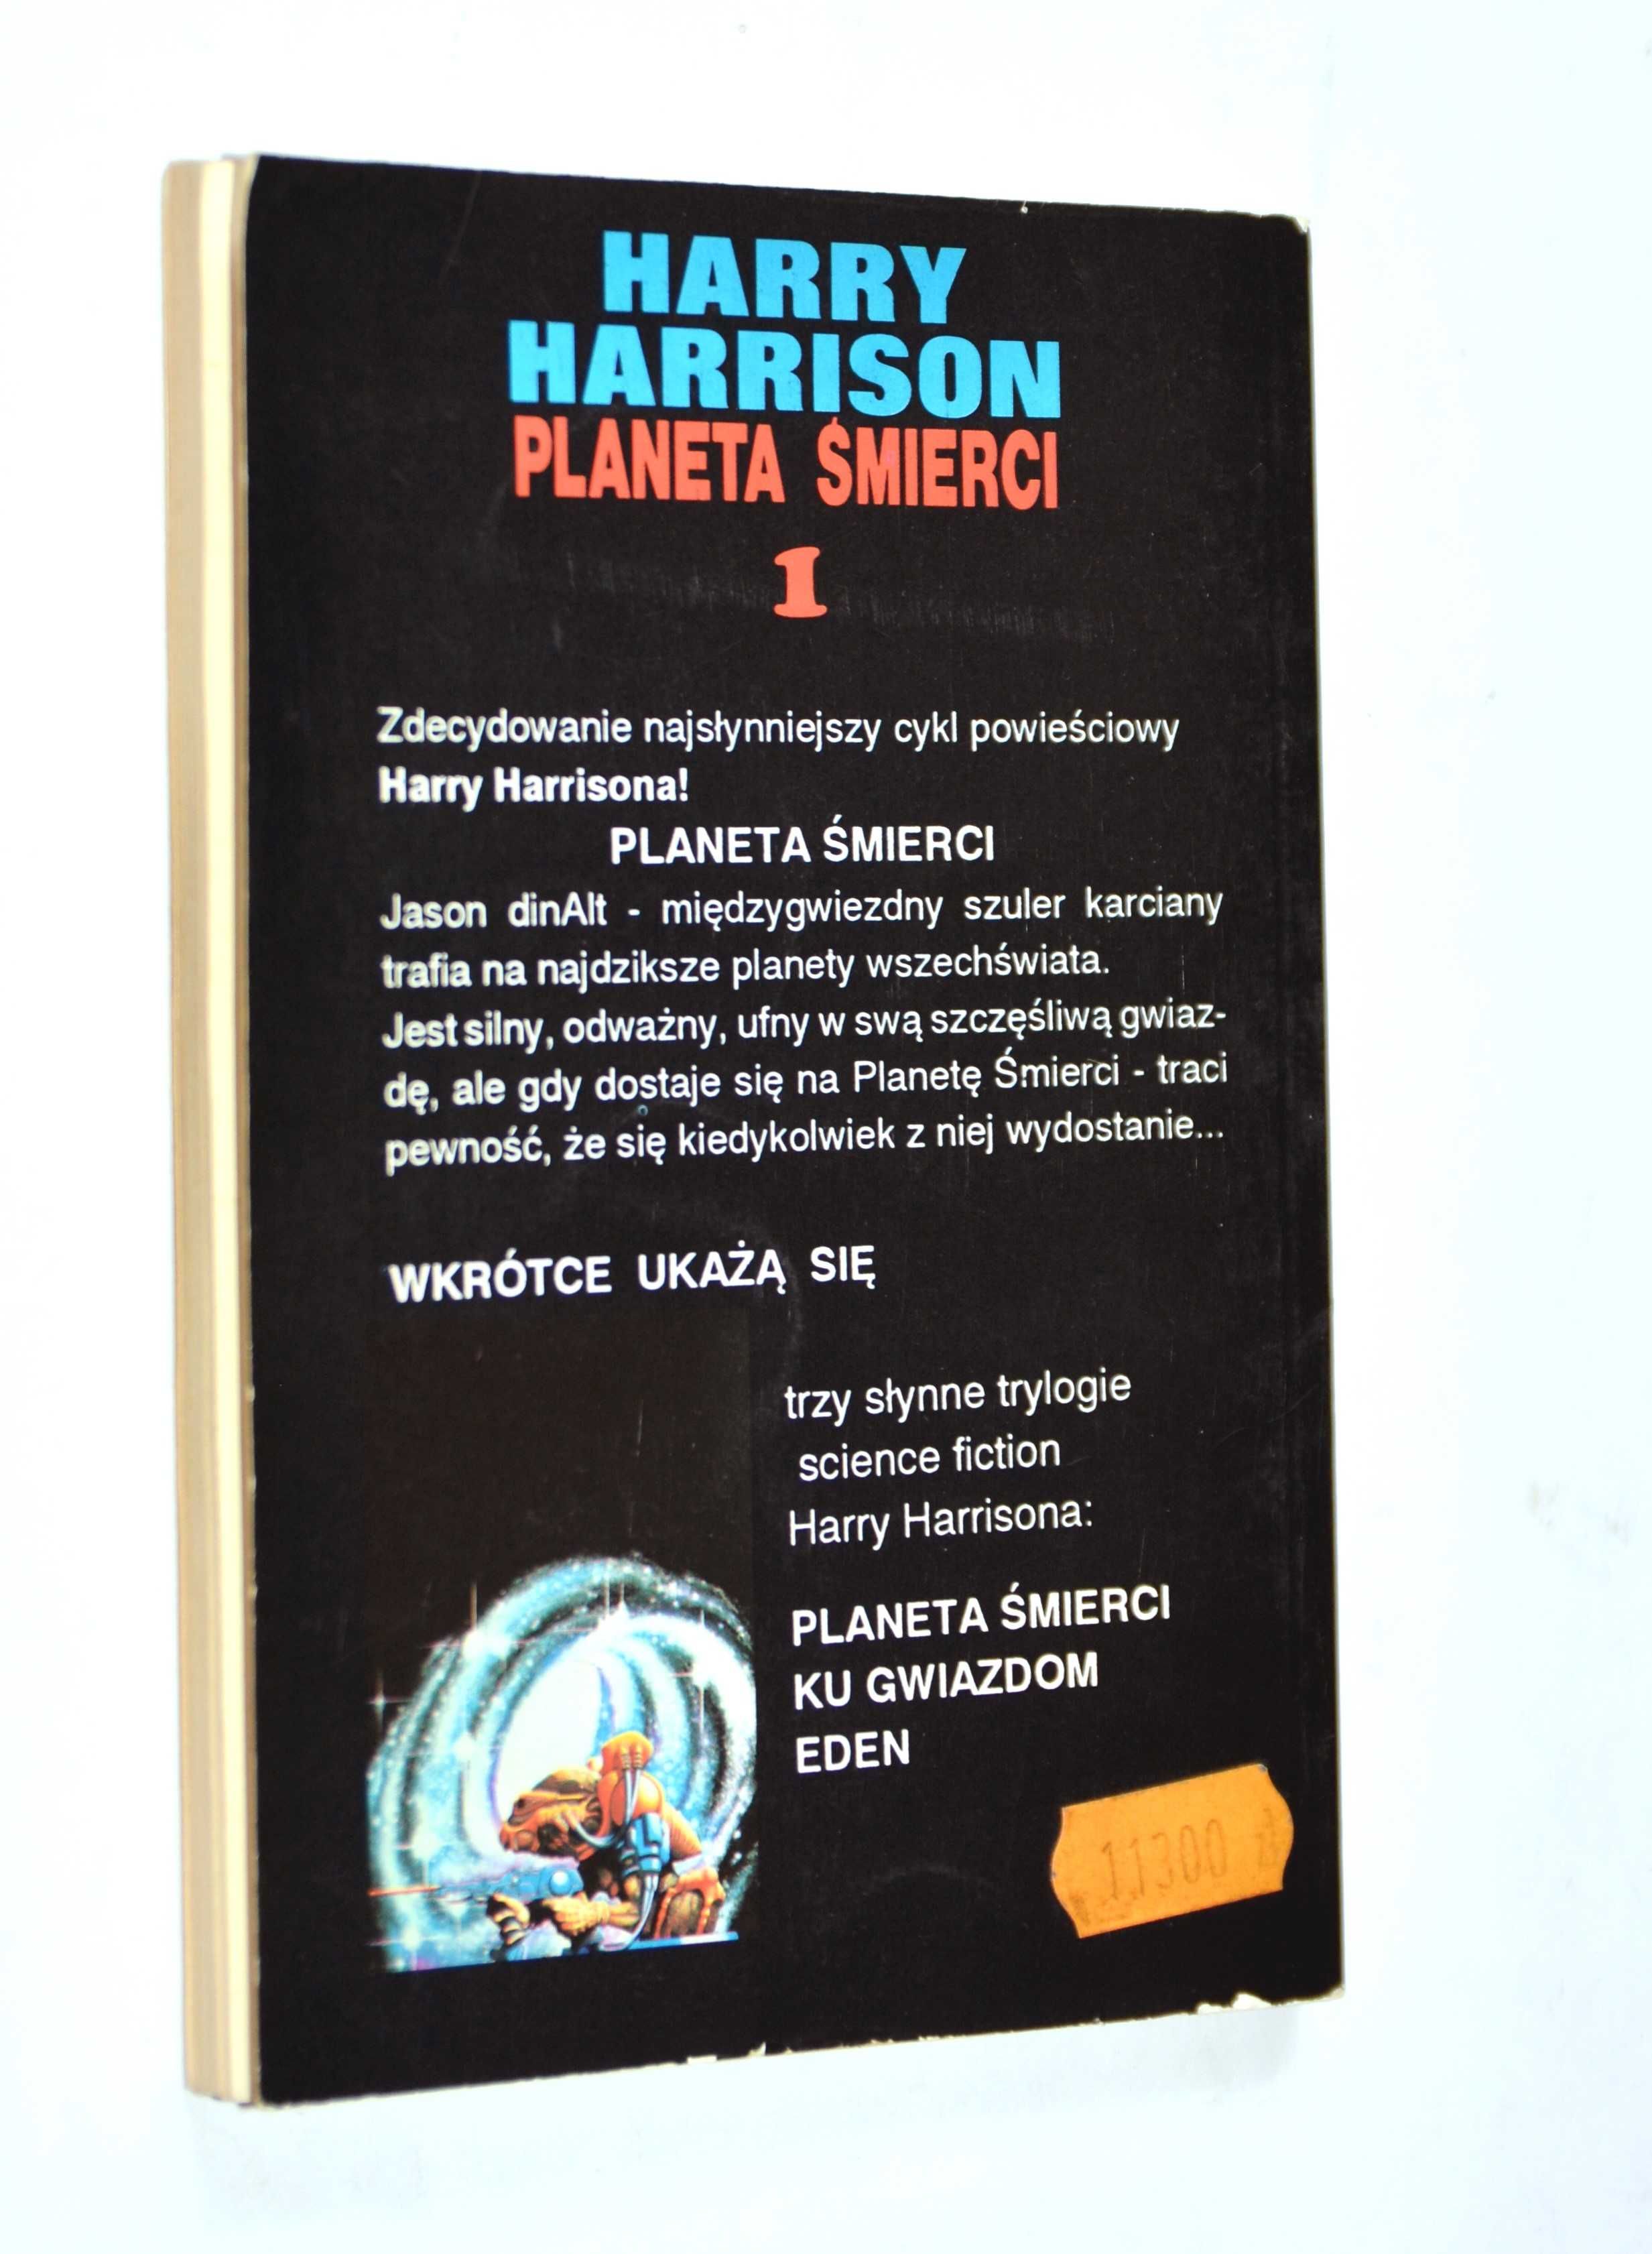 HARRY
HARRISON
PLANETA ŚMIERCI
1
Zdecydowanie najsłynniejszy cykl powieściowy
Harry Harrisona!
PLANETA ŚMIERCI
Jason dinAlt - międzygwiezdny szuler karciany
trafia na najdziksze planety wszechświata.
Jest silny, odważny, ufny w swą szczęśliwą gwiaz-
dę, ale gdy dostaje się na Planetę Śmierci - traci
pewność, że się kiedykolwiek z niej wydostanie...
WKRÓTCE UKAŻĄ SIĘ
trzy słynne trylogie
science fiction
Harry Harrisona:
PLANETA ŚMIERCI
KU GWIAZDOM
EDEN
11300 zł